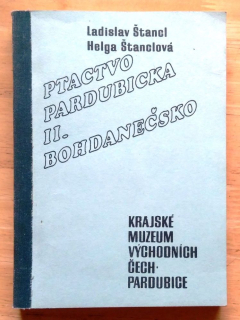 Ladislav Štancl
Helga Štanclová
PTACTVO
PARDUBICKA
II.
BOHDANEČSKO
KRAJSKÉ
MUZEUM
VÝCHODNÍCH
ČECH·
PARDUBICE